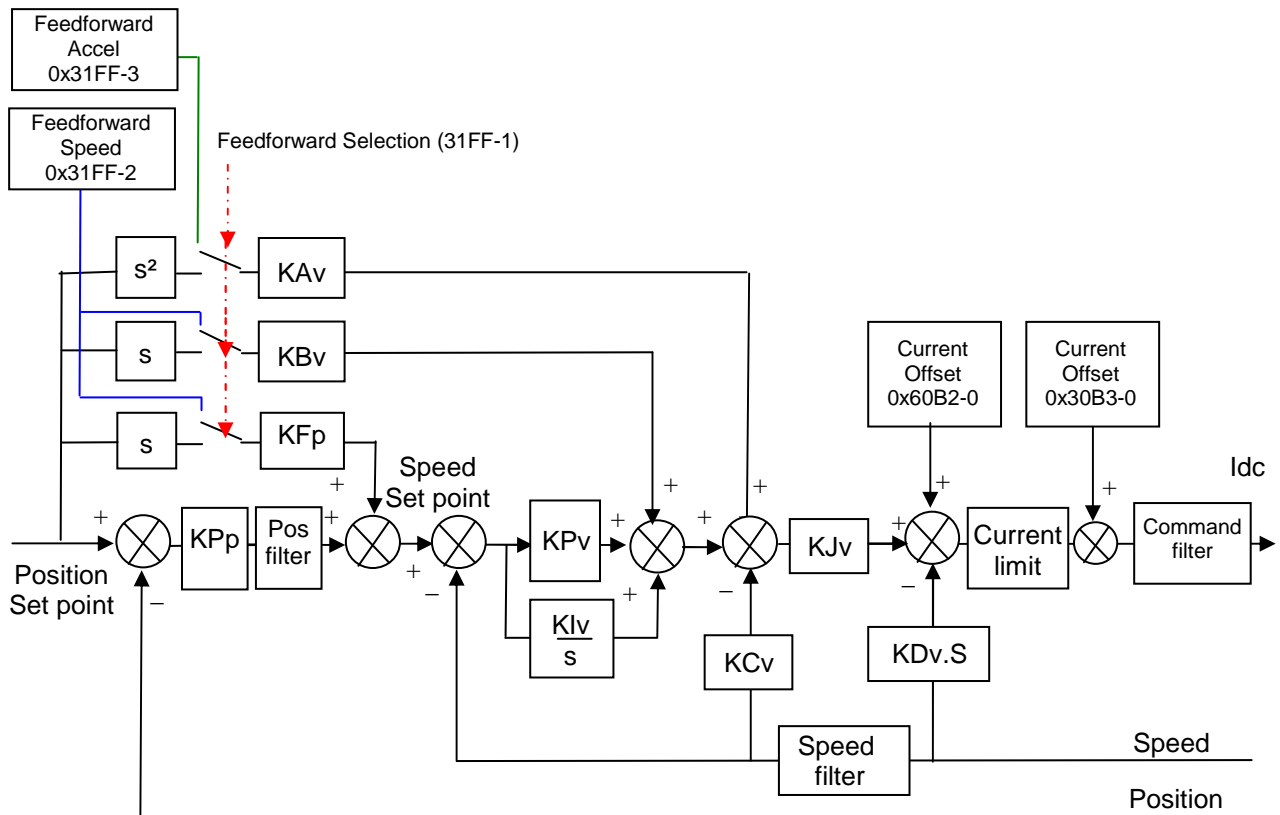 Feedforward
Accel
0x31FF-3
Feedforward
Speed
0x31FF-2
Feedforward Selection (31FF-1)
s²
KAv
s
KBv
s
KFp
Current
Offset
0x60B2-0
Current
Offset
0x30B3-0
Speed
Set point
Idc
+
+
+
+
+
KPp
Pos
filter
+
+
−
KPv
+
+
+
−
KJv
+
−
Current
limit
Command
filter
Position
Set point
−
KIv
s
KCv
KDv.S
Speed
filter
Speed
Position